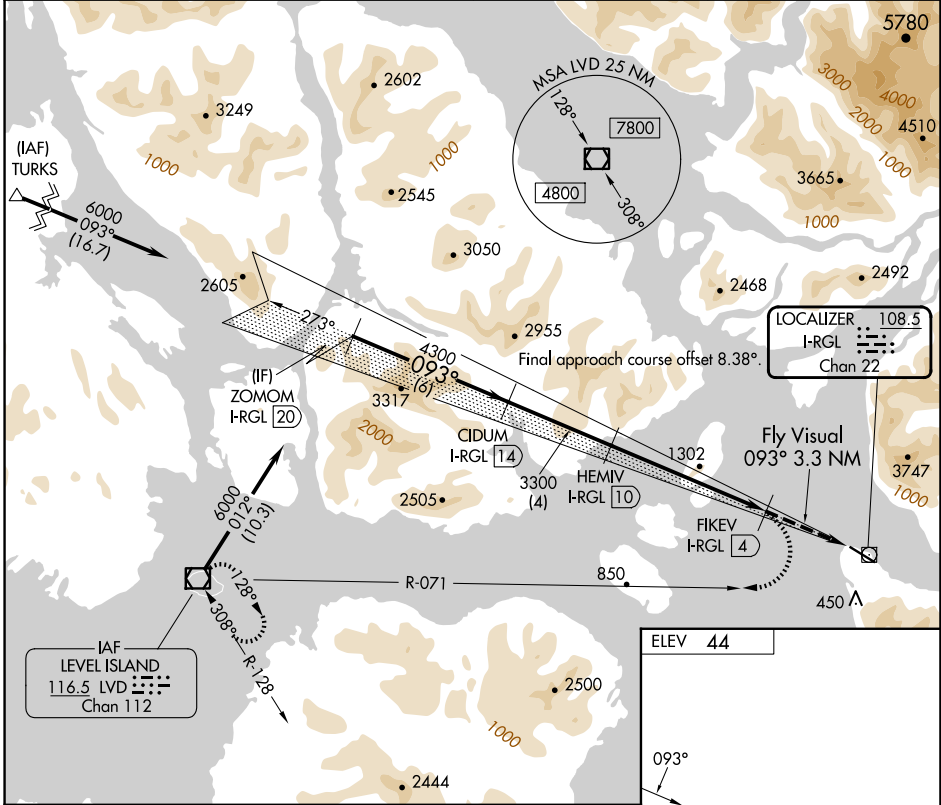 5780
2602
MSA LVD 25 NM
3000
3249
128°
7800
4000
2000
4510
1000
1000
1000
(IAF)
TURKS
2545
4800
308°
3665
1000
6000
093°
(16.7)
3050
2605
2468
2492
273°
4300
093°
(6)
2955
Final approach course offset 8.38°.
LOCALIZER 108.5
I-RGL
Chan 22
(IF)
ZOMOM
I-RGL 20
3317
2000
CIDUM
I-RGL 14
3300
(4)
HEMIV
I-RGL 10
1302
Fly Visual
093° 3.3 NM
3747
1000
6000
012°
(10.3)
2505
FIKEV
I-RGL 4
128°
R-071
850
450
308°
R-128
IAF
LEVEL ISLAND
116.5 LVD
Chan 112
ELEV 44
2500
1000
093°
2444